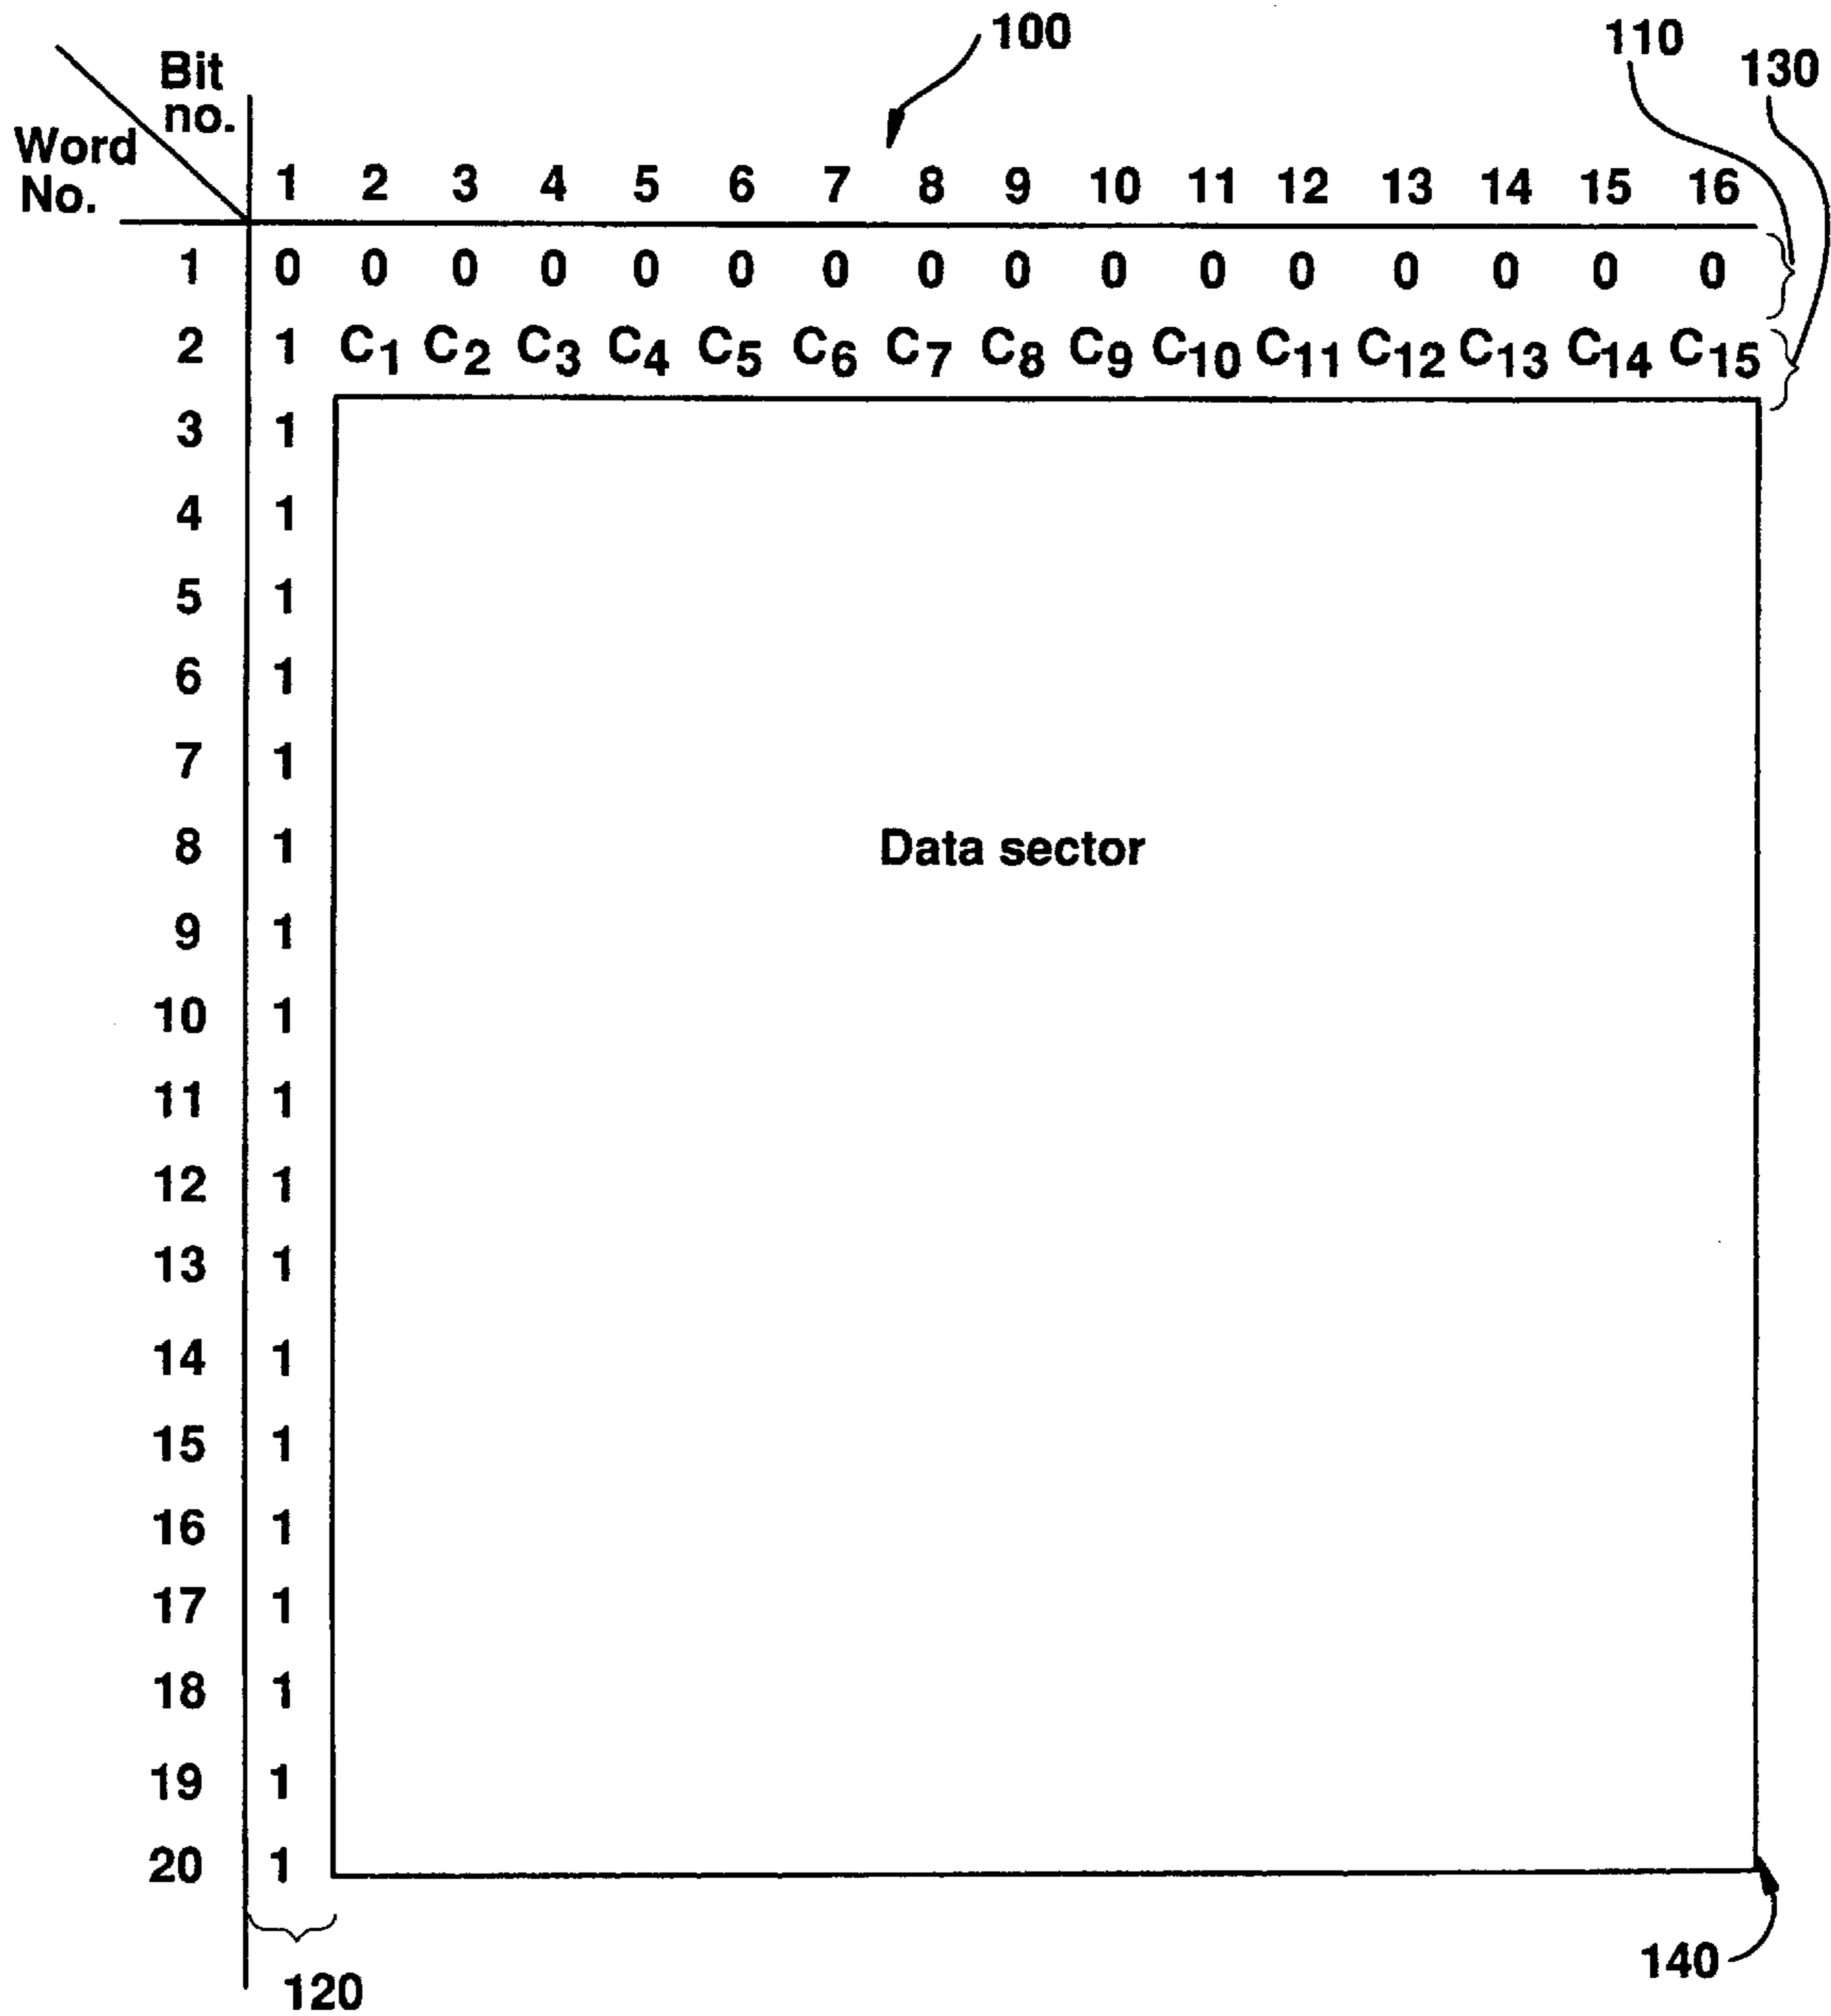 100
110
130
Bit
no.
Word
No.
1 2 3 4 5 6 7 8 9 10 11 12 13 14 15 16
1 0 0 0 0 0 0 0 0 0 0 0 0 0 0 0 0
2 1 C1 C2 C3 C4 C5 C6 C7 C8 C9 C10 C11 C12 C13 C14 C15
3 1
4 1
5 1
6 1
7 1
8 1 Data sector
9 1
10 1
11 1
12 1
13 1
14 1
15 1
16 1
17 1
18 1
19 1
20 1
140
120